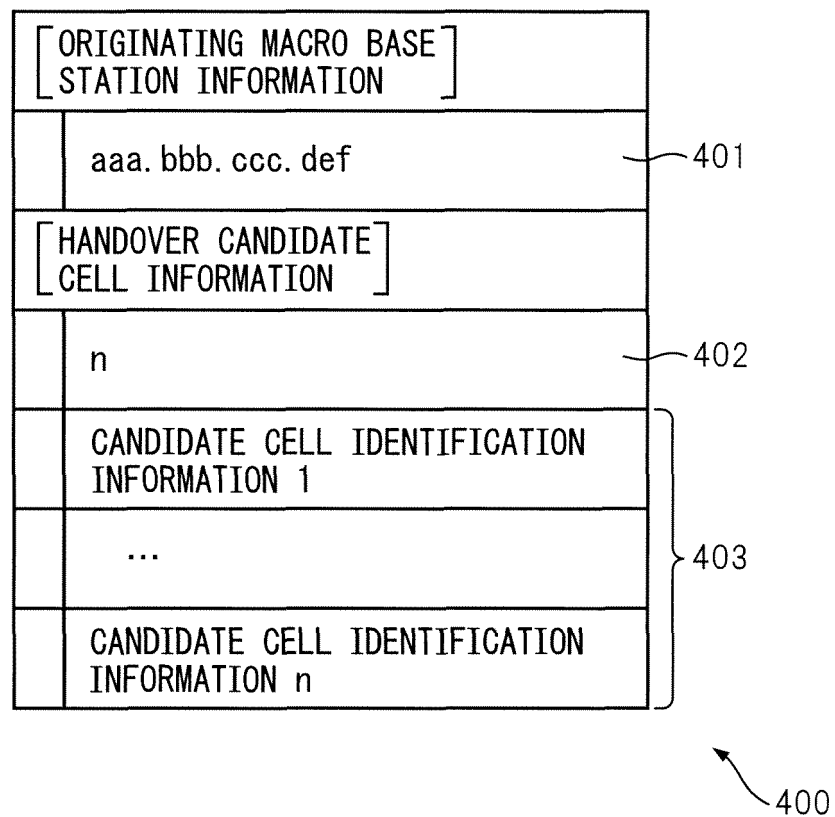 [ORIGINATING MACRO BASE
STATION INFORMATION]
aaa.bbb.ccc.def
401
[HANDOVER CANDIDATE
CELL INFORMATION]
n
402
CANDIDATE CELL IDENTIFICATION
INFORMATION 1
...
403
CANDIDATE CELL IDENTIFICATION
INFORMATION n
400